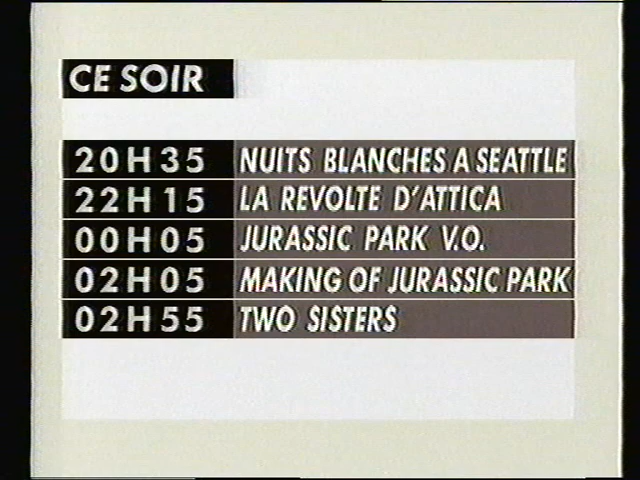 CE SOIR
20H35 NUITS BLANCHES A SEATTLE
22H15 LA REVOLTE D'ATTICA
00H05 JURASSIC PARK V.O.
02H05 MAKING OF JURASSIC PARK
02H55 TWO SISTERS